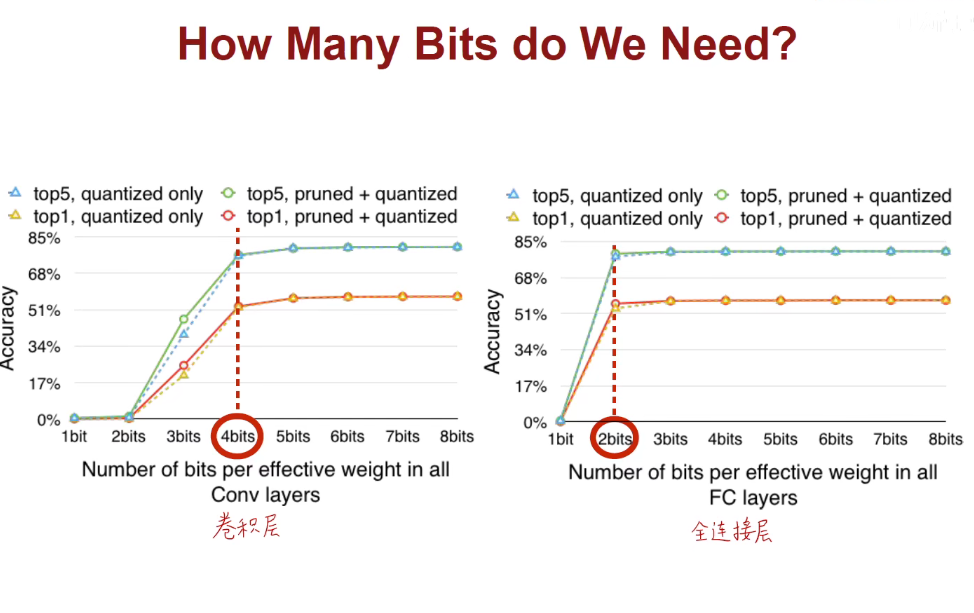 How Many Bits do We Need?
top5, quantized only top5, pruned + quantized
top1, quantized only top1, pruned + quantized
85%
68%
51%
34%
17%
0%
Accuracy
1bit 2bits 3bits 4bits 5bits 6bits 7bits 8bits
Number of bits per effective weight in all
Conv layers
卷积层
top5, quantized only top5, pruned + quantized
top1, quantized only top1, pruned + quantized
85%
68%
51%
34%
17%
0%
Accuracy
1bit 2bits 3bits 4bits 5bits 6bits 7bits 8bits
Number of bits per effective weight in all
FC layers
全连接层